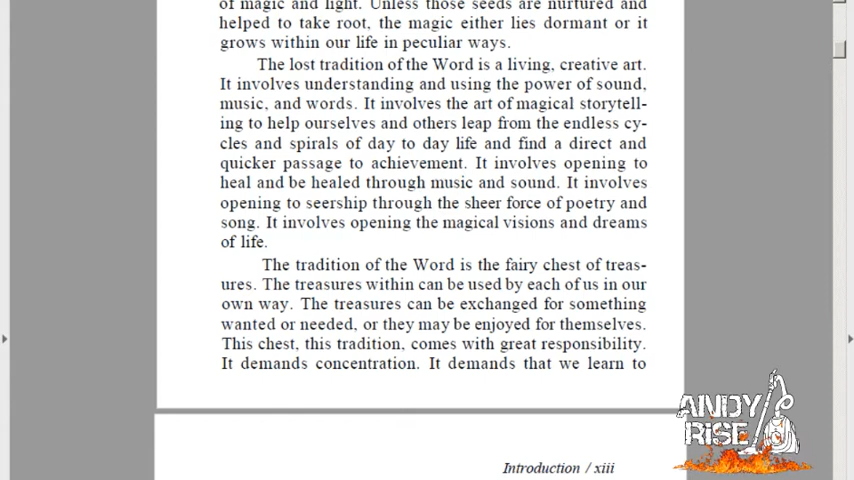 of magic and light. Unless those seeds are nurtured and
helped to take root, the magic either lies dormant or it
grows within our life in peculiar ways.
The lost tradition of the Word is a living, creative art.
It involves understanding and using the power of sound,
music, and words. It involves the art of magical storytell-
ing to help ourselves and others leap from the endless cy-
cles and spirals of day to day life and find a direct and
quicker passage to achievement. It involves opening to
heal and be healed through music and sound. It involves
opening to seership through the sheer force of poetry and
song. It involves opening the magical visions and dreams
of life.
The tradition of the Word is the fairy chest of treas-
ures. The treasures within can be used by each of us in our
own way. The treasures can be exchanged for something
wanted or needed, or they may be enjoyed for themselves.
This chest, this tradition, comes with great responsibility.
It demands concentration. It demands that we learn to
ANDY
RISE
Introduction / xiii